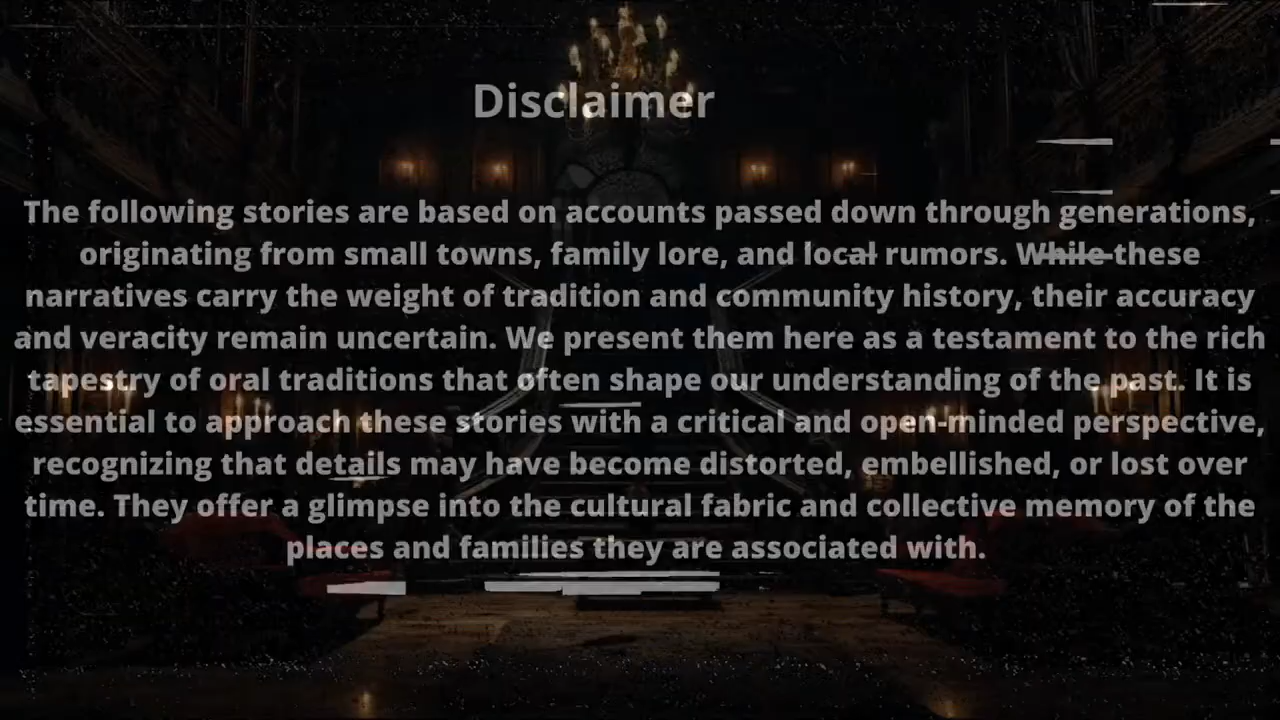 Disclaimer
The following stories are based on accounts passed down through generations,
originating from small towns, family lore, and local rumors. While these
narratives carry the weight of tradition and community history, their accuracy
and veracity remain uncertain. We present them here as a testament to the rich
tapestry of oral traditions that often shape our understanding of the past. It is
essential to approach these stories with a critical and open-minded perspective,
recognizing that details may have become distorted, embellished, or lost over
time. They offer a glimpse into the cultural fabric and collective memory of the
places and families they are associated with.